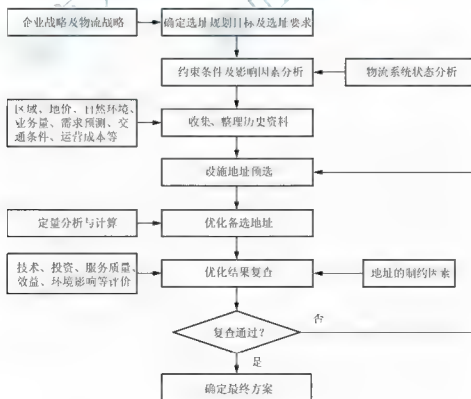 企业战略及物流战略
确定选址规划目标及选址要求
约束条件及影响因素分析
物流系统状态分析
区域、地价、自然环境、
业务量、需求预测、交
通条件、运营成本等
收集、整理历史资料
设施地址预选
定量分析与计算
优化备选地址
技术、投资、服务质量、
效益、环境影响等评价
优化结果复查
地址的制约因素
复查通过？
否
是
确定最终方案